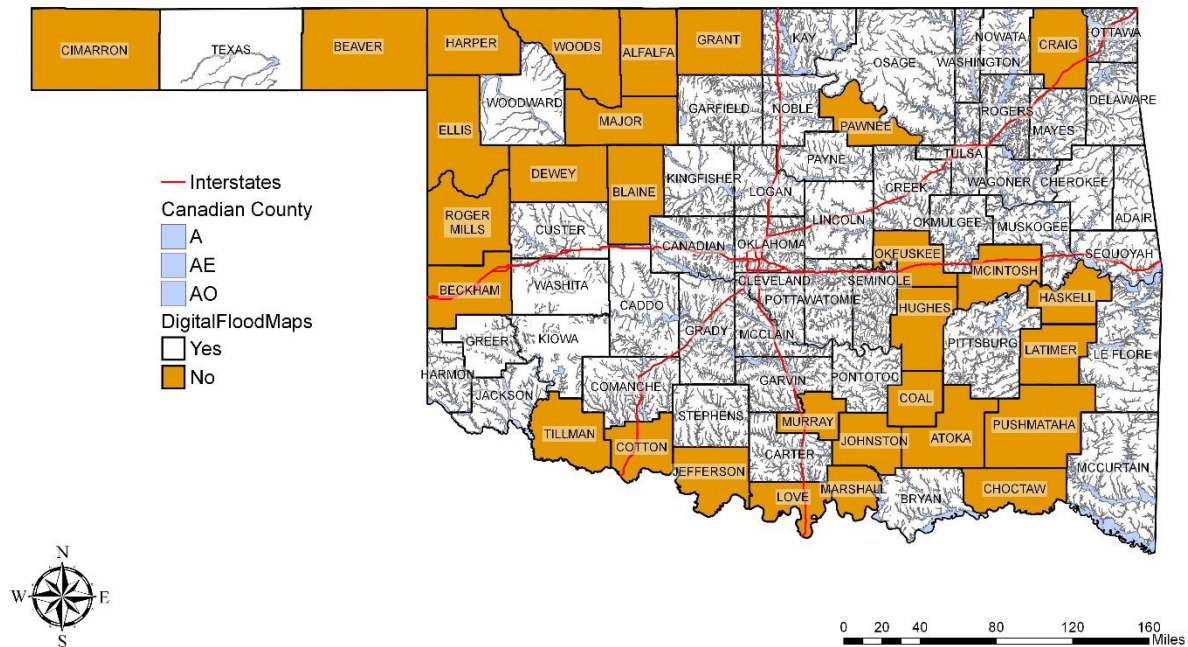 CIMARRON
TEXAS
BEAVER
HARPER
WOODS
ALFALFA
GRANT
KAY
OSAGE
NOWATA
WASHINGTON
CRAIG
OTTAWA
WOODWARD
ELLIS
MAJOR
GARFIELD
NOBLE
PAWNEE
ROGERS
MAYES
DELAWARE
DEWEY
BLAINE
KINGFISHER
LOGAN
PAYNE
CREEK
TULSA
WAGONER
CHEROKEE
ADAIR
ROGER
MILLS
CUSTER
CANADIAN
OKLAHOMA
LINCOLN
OKMULGEE
MUSKOGEE
SEQUOYAH
OKFUSKEE
MCINTOSH
BECKHAM
WASHITA
CADDO
CLEVELAND
POTTAWATOMIE
SEMINOLE
HUGHES
HASKELL
GREER
KIOWA
GRADY
MCCLAIN
PITTSBURG
LATIMER
LE FLORE
HARMON
JACKSON
COMANCHE
GARVIN
PONTOTOC
COAL
STEPHENS
MURRAY
JOHNSTON
ATOKA
PUSHMATAHA
TILLMAN
COTTON
CARTER
MCCURTAIN
JEFFERSON
LOVE
MARSHALL
BRYAN
CHOCTAW
Interstates
Canadian County
A
AE
AO
DigitalFloodMaps
Yes
No
N
W
E
S
0 20 40 80 120 160
Miles